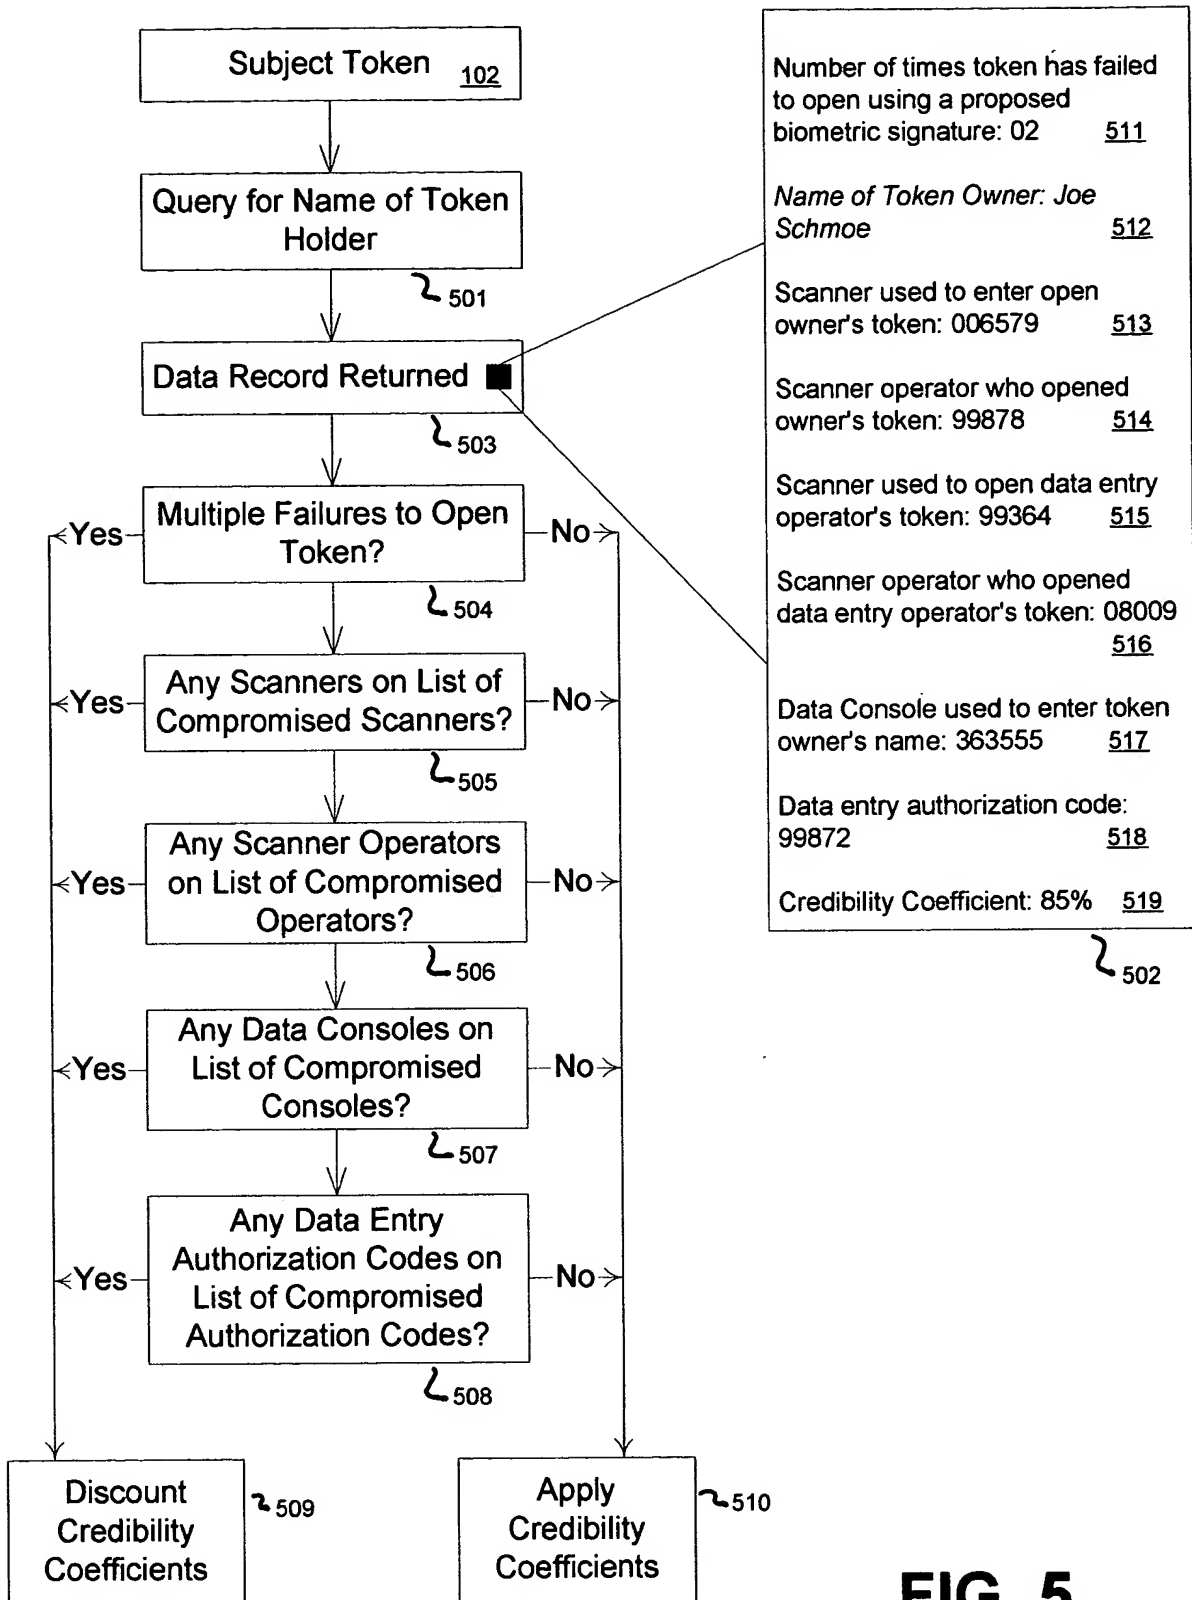 Subject Token 102
Query for Name of Token
Holder
501
Data Record Returned
503
Multiple Failures to Open
Token?
Yes
No
504
Any Scanners on List of
Compromised Scanners?
Yes
No
505
Any Scanner Operators
on List of Compromised
Operators?
Yes
No
506
Any Data Consoles on
List of Compromised
Consoles?
Yes
No
507
Any Data Entry
Authorization Codes on
List of Compromised
Authorization Codes?
Yes
No
508
Discount
Credibility
Coefficients
509
Apply
Credibility
Coefficients
510
Number of times token has failed
to open using a proposed
biometric signature: 02 511
Name of Token Owner: Joe
Schmoe 512
Scanner used to enter open
owner's token: 006579 513
Scanner operator who opened
owner's token: 99878 514
Scanner used to open data entry
operator's token: 99364 515
Scanner operator who opened
data entry operator's token: 08009
516
Data Console used to enter token
owner's name: 363555 517
Data entry authorization code:
99872 518
Credibility Coefficient: 85% 519
502
FIG. 5